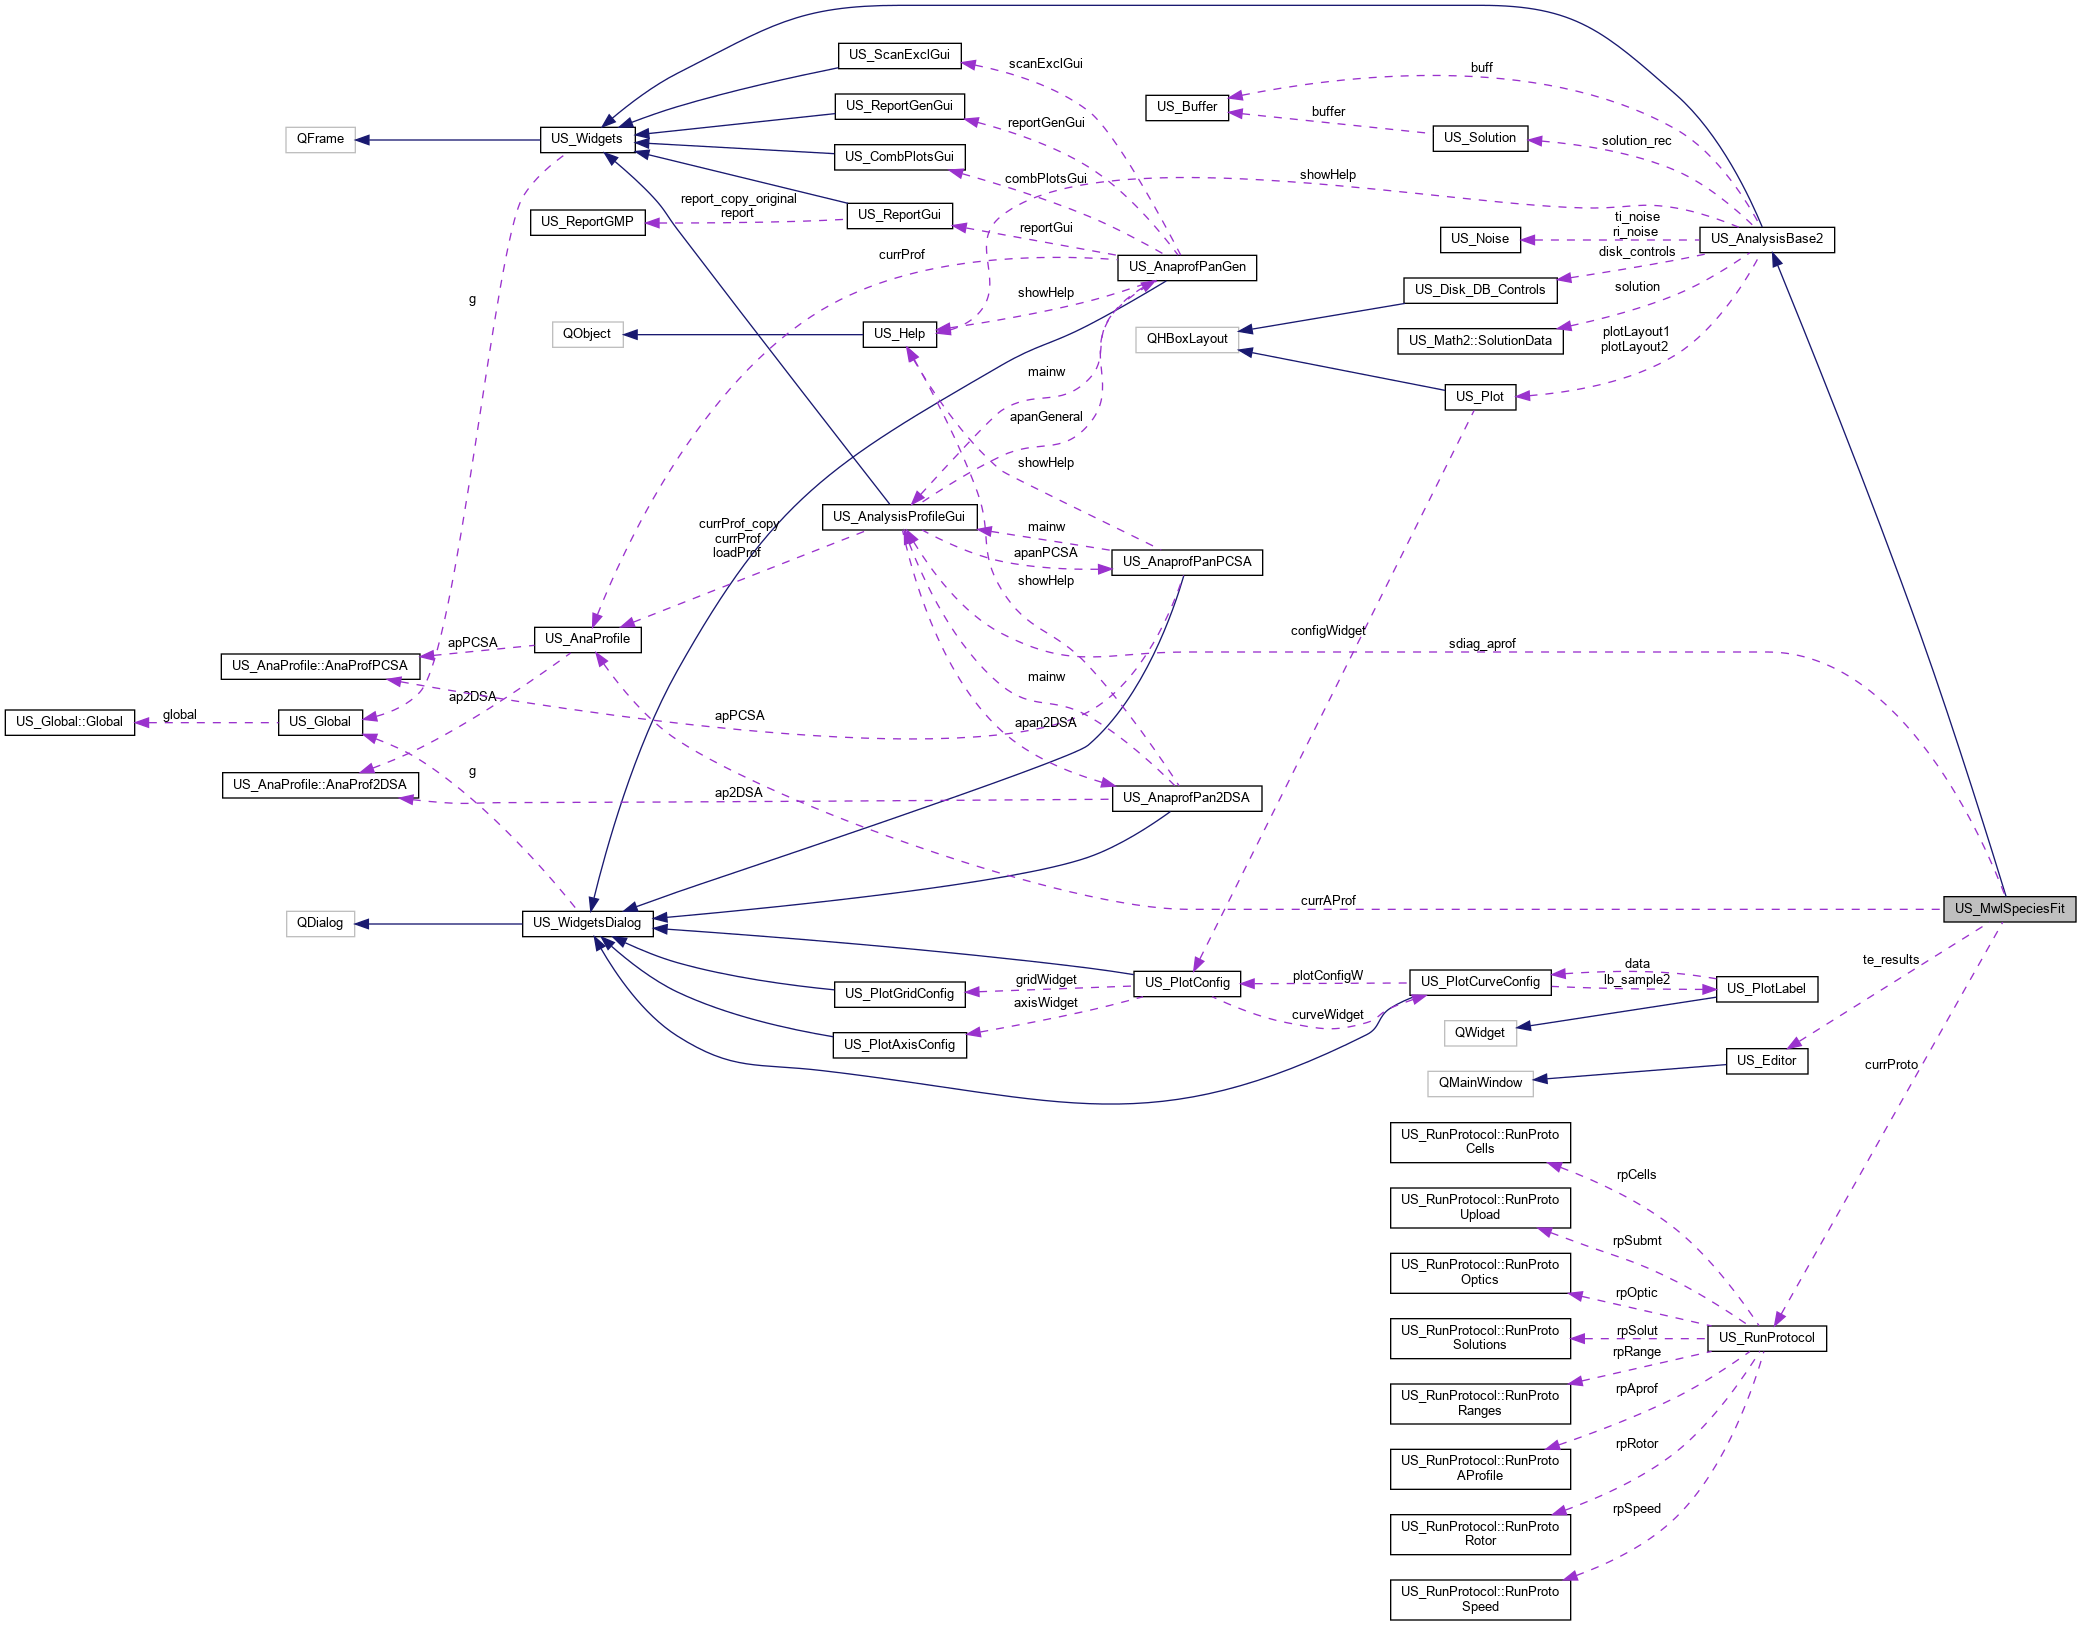 US_ScanExclGui
scanExclGui
buff
US_ReportGenGui
US_Buffer
buffer
reportGenGui
QFrame
US_Widgets
US_Solution
solution_rec
US_CombPlotsGui
combPlotsGui
showHelp
report_copy_original
report
US_ReportGMP
US_ReportGui
reportGui
ti_noise
ri_noise
US_Noise
US_AnalysisBase2
currProf
US_AnaprofPanGen
disk_controls
US_Disk_DB_Controls
solution
g
showHelp
QObject
US_Help
QHBoxLayout
US_Math2::SolutionData
plotLayout1
plotLayout2
mainw
US_Plot
apanGeneral
showHelp
US_AnalysisProfileGui
currProf_copy
currProf
loadProf
mainw
apanPCSA
US_AnaprofPanPCSA
showHelp
configWidget
US_AnaProfile
apPCSA
sdiag_aprof
US_AnaProfile::AnaProfPCSA
mainw
ap2DSA
US_Global::Global
global
US_Global
apPCSA
apan2DSA
g
US_AnaProfile::AnaProf2DSA
ap2DSA
US_AnaprofPan2DSA
currAProf
US_MwlSpeciesFit
QDialog
US_WidgetsDialog
te_results
data
lb_sample2
gridWidget
plotConfigW
US_PlotConfig
US_PlotCurveConfig
US_PlotLabel
US_PlotGridConfig
axisWidget
curveWidget
QWidget
US_PlotAxisConfig
US_Editor
currProto
QMainWindow
US_RunProtocol::RunProto
Cells
rpCells
US_RunProtocol::RunProto
Upload
rpSubmt
US_RunProtocol::RunProto
Optics
rpOptic
US_RunProtocol::RunProto
Solutions
rpSolut
US_RunProtocol
rpRange
US_RunProtocol::RunProto
Ranges
rpAprof
US_RunProtocol::RunProto
AProfile
rpRotor
US_RunProtocol::RunProto
Rotor
rpSpeed
US_RunProtocol::RunProto
Speed